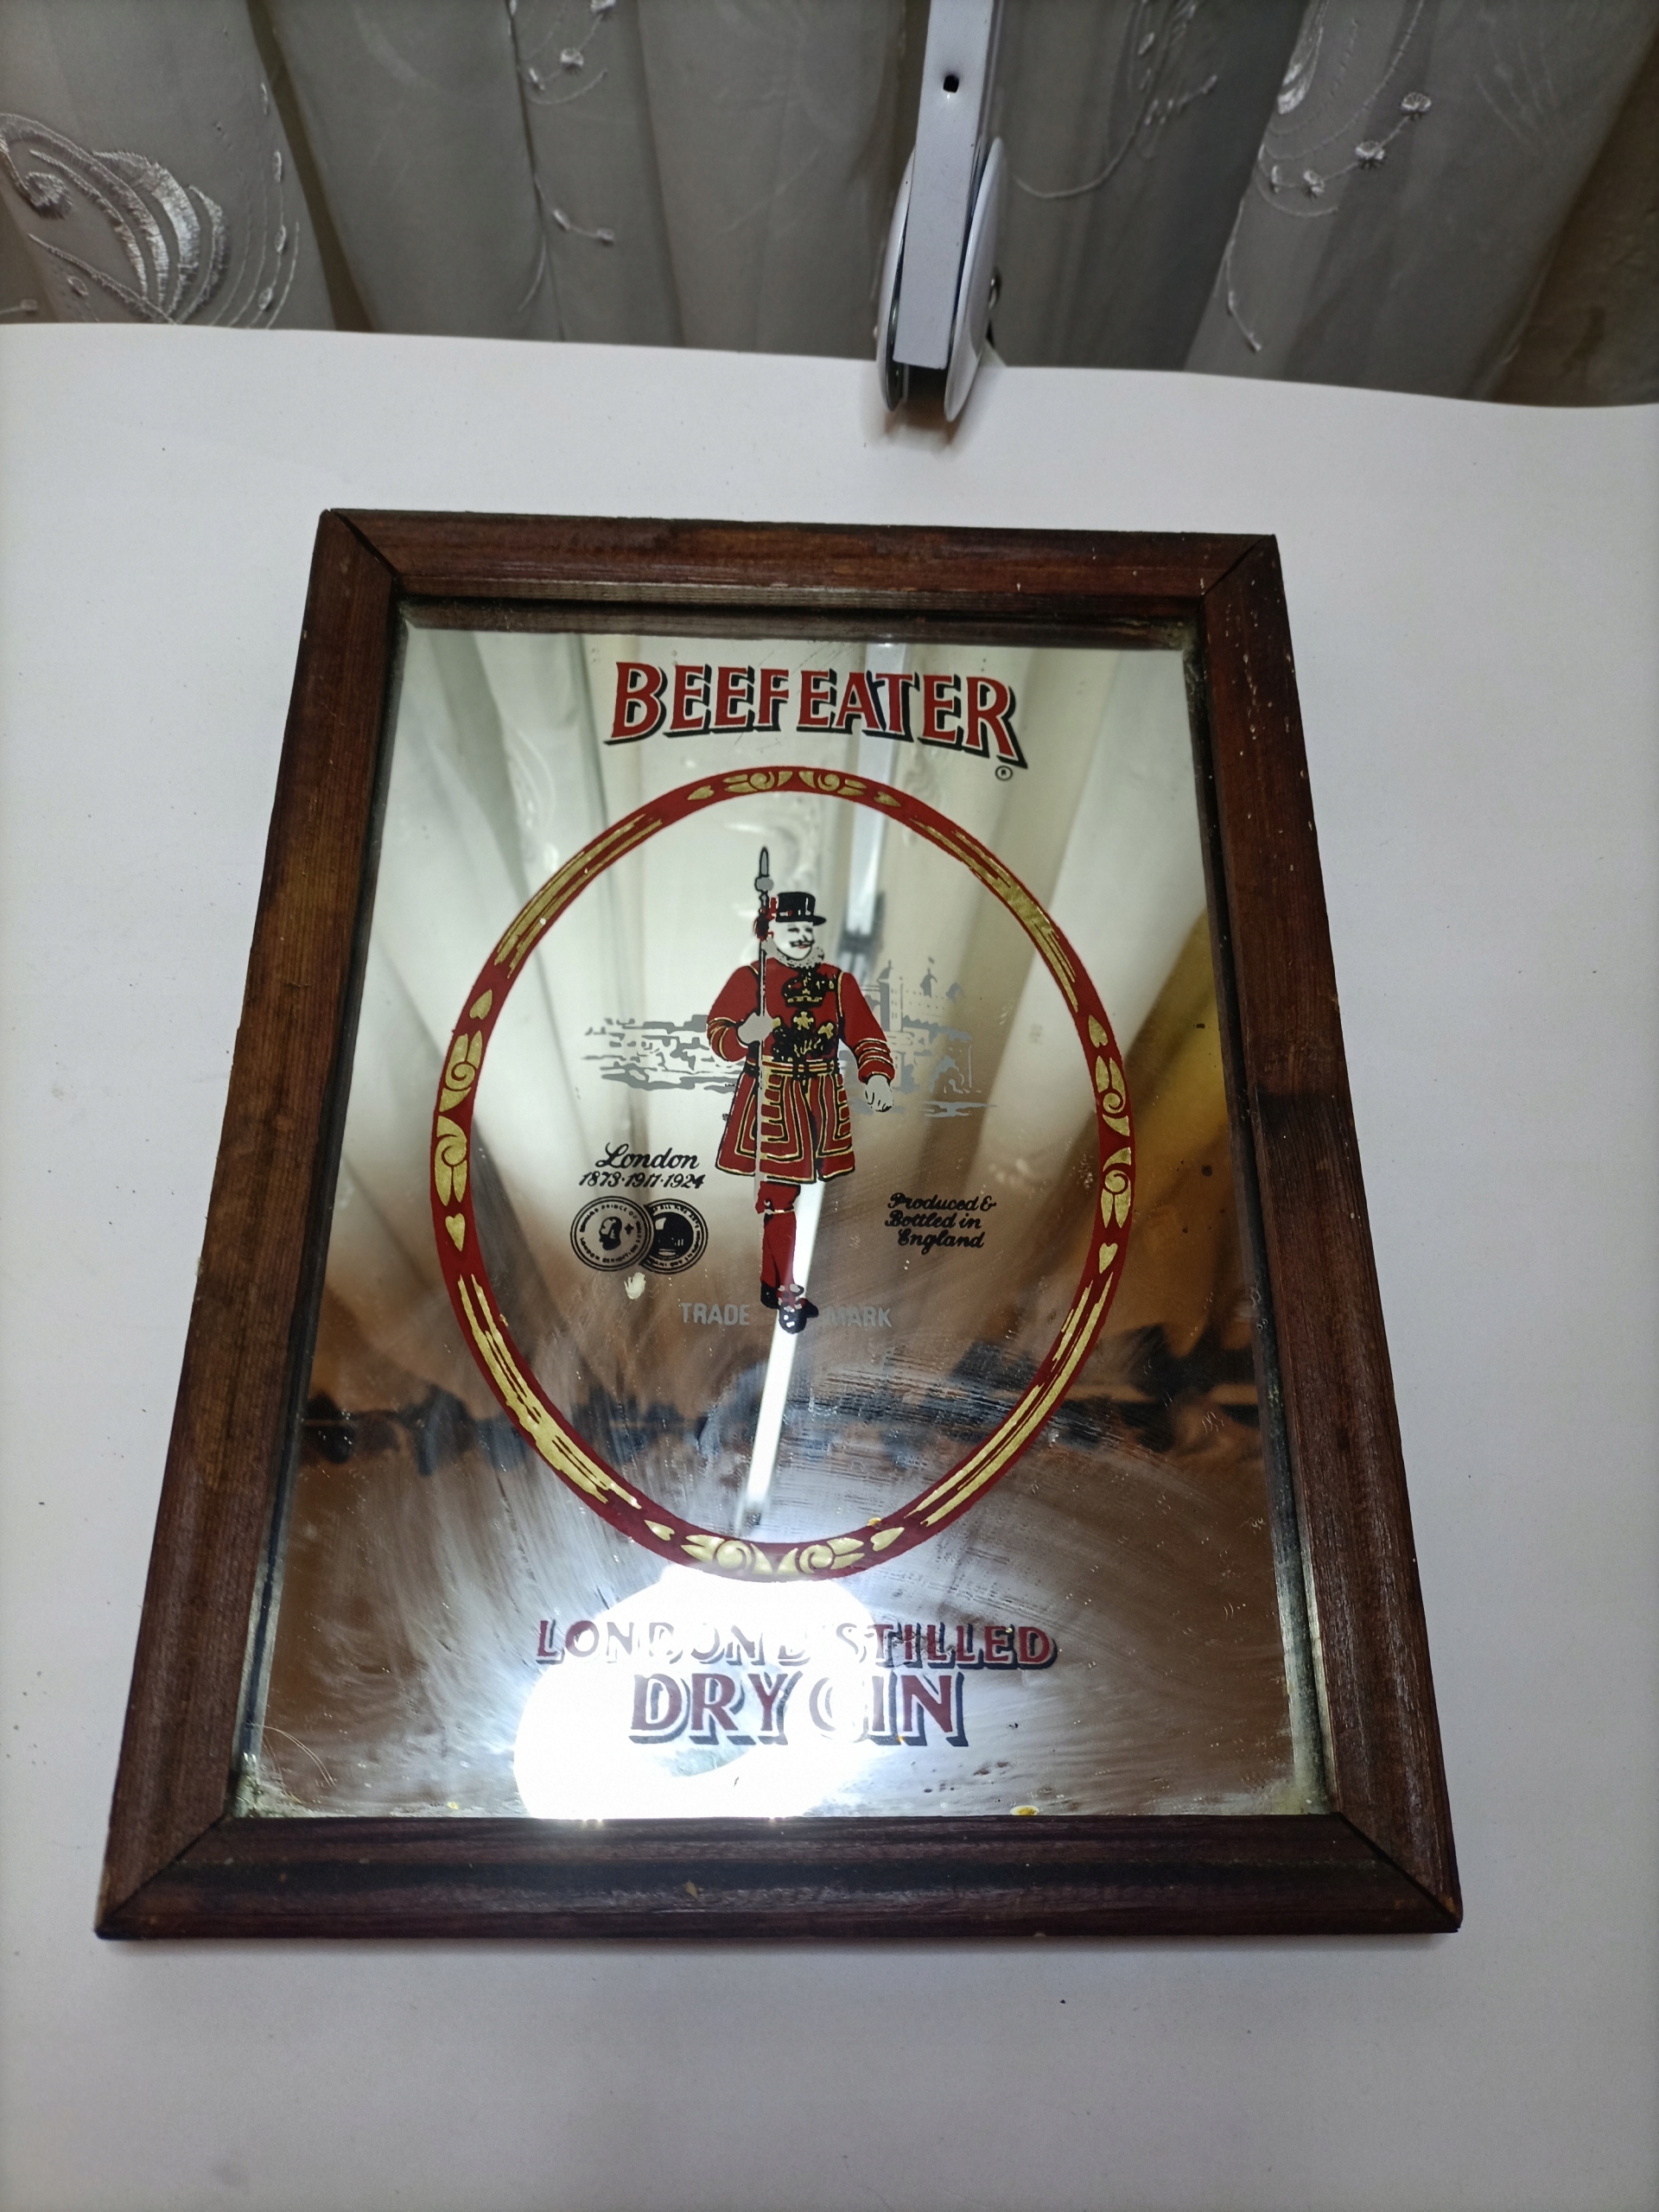 BEEFEATER
®
London
1873·1911·1924
Produced &
Bottled in
England
TRADE MARK
LONDON DISTILLED
DRY GIN